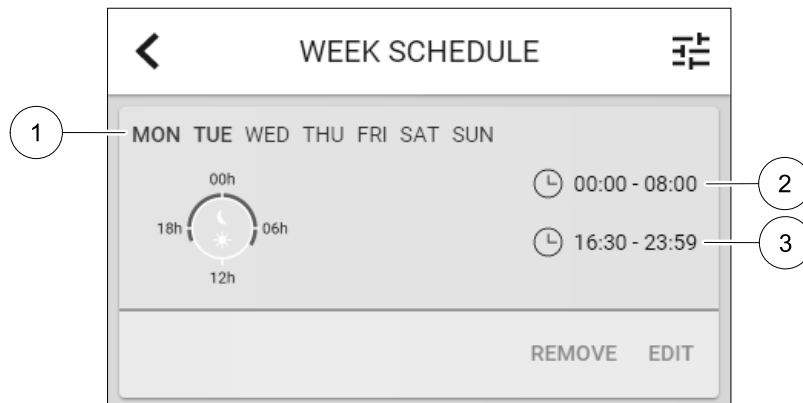 WEEK SCHEDULE
1
MON TUE WED THU FRI SAT SUN
00h
00:00 - 08:00
2
18h
06h
16:30 - 23:59
3
12h
REMOVE EDIT